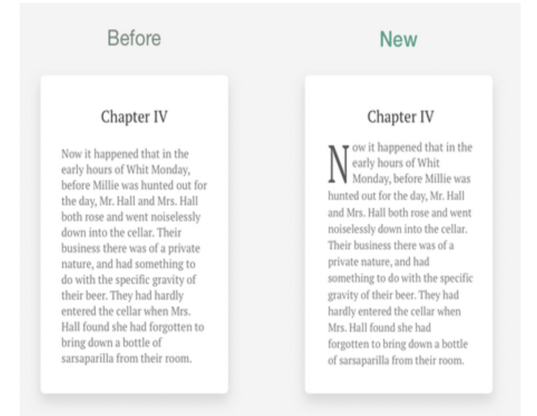 Before
Chapter IV
Now it happened that in the
early hours of Whit Monday,
before Millie was hunted out for
the day, Mr. Hall and Mrs. Hall
both rose and went noiselessly
down into the cellar. Their
business there was of a private
nature, and had something to
do with the specific gravity of
their beer. They had hardly
entered the cellar when Mrs.
Hall found she had forgotten to
bring down a bottle of
sarsaparilla from their room.
New
Chapter IV
Now it happened that in the
early hours of Whit
Monday, before Millie was
hunted out for the day, Mr. Hall
and Mrs. Hall both rose and went
noiselessly down into the cellar.
Their business there was of a
private nature, and had
something to do with the specific
gravity of their beer. They had
hardly entered the cellar when
Mrs. Hall found she had
forgotten to bring down a bottle
of sarsaparilla from their room.